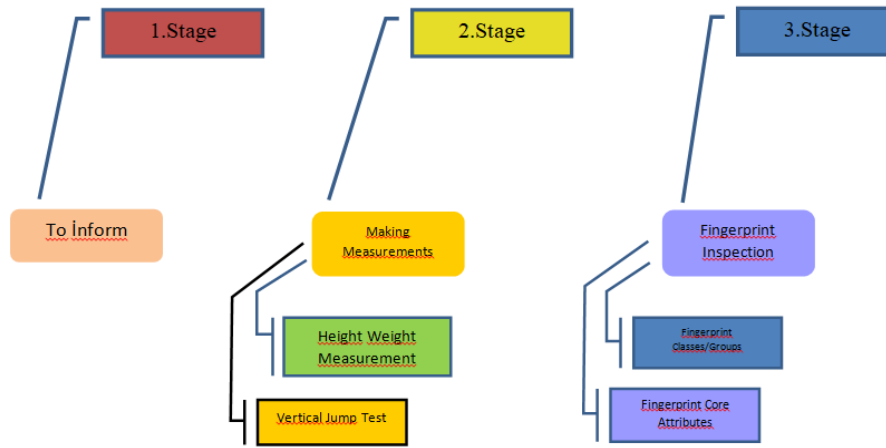 1.Stage
2.Stage
3.Stage
To İnform
Making
Measurements
Fingerprint
Inspection
Height Weight
Measurement
Fingerprint
Classes/Groups
Vertical Jump Test
Fingerprint Core
Attributes